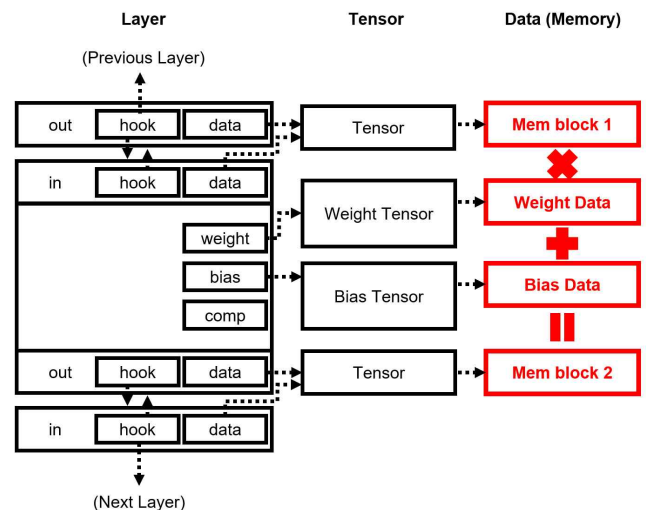 Layer Tensor Data (Memory)
(Previous Layer)
out hook data Tensor Mem block 1
in hook data
weight Weight Tensor Weight Data
bias Bias Tensor Bias Data
comp
out hook data Tensor Mem block 2
in hook data
(Next Layer)